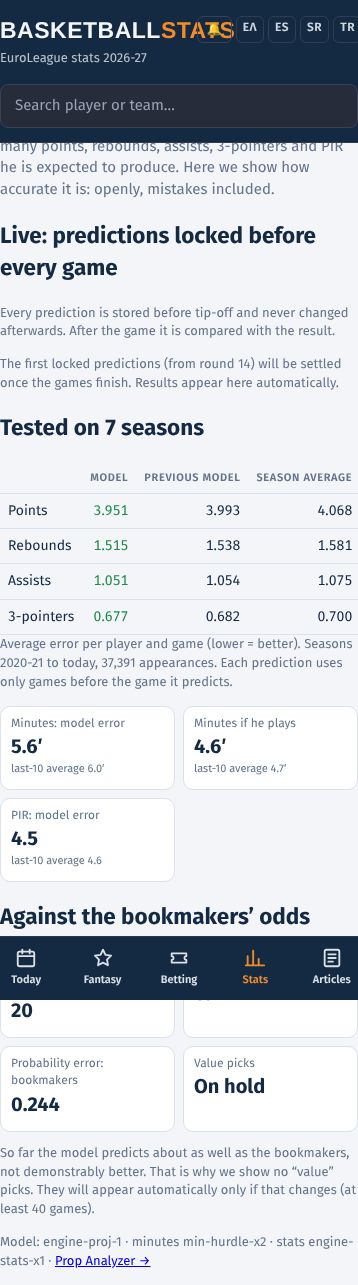 BASKETBALLSTATS
ΕΛ ES SR TR
EuroLeague stats 2026-27
Search player or team...
many points, rebounds, assists, 3-pointers and PIR
he is expected to produce. Here we show how
accurate it is: openly, mistakes included.
Live: predictions locked before
every game
Every prediction is stored before tip-off and never changed
afterwards. After the game it is compared with the result.
The first locked predictions (from round 14) will be settled
once the games finish. Results appear here automatically.
Tested on 7 seasons
MODEL PREVIOUS MODEL SEASON AVERAGE
Points 3.951 3.993 4.068
Rebounds 1.515 1.538 1.581
Assists 1.051 1.054 1.075
3-pointers 0.677 0.682 0.700
Average error per player and game (lower = better). Seasons
2020-21 to today, 37,391 appearances. Each prediction uses
only games before the game it predicts.
Minutes: model error
5.6′
last-10 average 6.0′
Minutes if he plays
4.6′
last-10 average 4.7′
PIR: model error
4.5
last-10 average 4.6
Against the bookmakers’ odds
Today Fantasy Betting Stats Articles
20
Probability error:
bookmakers
0.244
Value picks
On hold
So far the model predicts about as well as the bookmakers,
not demonstrably better. That is why we show no “value”
picks. They will appear automatically only if that changes (at
least 40 games).
Model: engine-proj-1 · minutes min-hurdle-x2 · stats engine-
stats-x1 · Prop Analyzer →